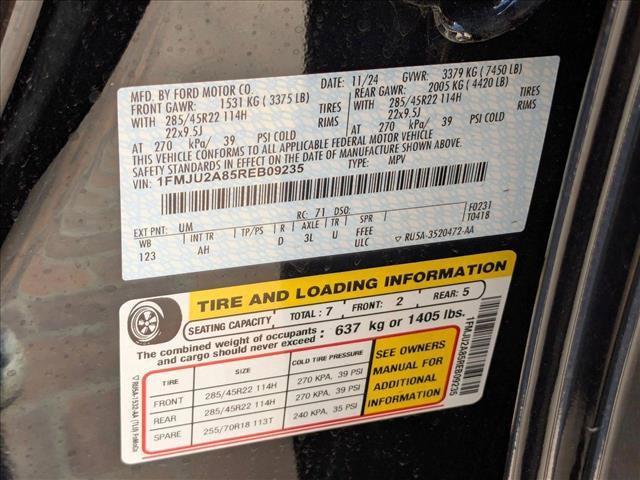 MFD. BY FORD MOTOR CO.
DATE: 11/24 GVWR: 3379 KG ( 7450 LB)
FRONT GAWR: 1531 KG ( 3375 LB)
REAR GAWR: 2005 KG ( 4420 LB)
WITH 285/45R22 114H TIRES
WITH 285/45R22 114H TIRES
22x9.5J RIMS
22x9.5J RIMS
AT 270 kPa/ 39 PSI COLD
AT 270 kPa/ 39 PSI COLD
THIS VEHICLE CONFORMS TO ALL APPLICABLE FEDERAL MOTOR VEHICLE
SAFETY STANDARDS IN EFFECT ON THE DATE OF MANUFACTURE SHOWN ABOVE.
VIN: 1FMJU2A85REB09235
TYPE: MPV
EXT PNT: UM RC: 71 DSO: F0231
WB INT TR TP/PS R AXLE TR SPR T0418
123 AH D 3L U FFEE
ULC ▽ RU5A-3520472-AA
TIRE AND LOADING INFORMATION
SEATING CAPACITY TOTAL : 7 FRONT: 2 REAR: 5
The combined weight of occupants
and cargo should never exceed : 637 kg or 1405 lbs.
TIRE SIZE COLD TIRE PRESSURE
FRONT 285/45R22 114H 270 KPA, 39 PSI
REAR 285/45R22 114H 270 KPA, 39 PSI
SPARE 255/70R18 113T 240 KPA, 35 PSI
SEE OWNERS
MANUAL FOR
ADDITIONAL
INFORMATION
1FMJU2A85REB09235